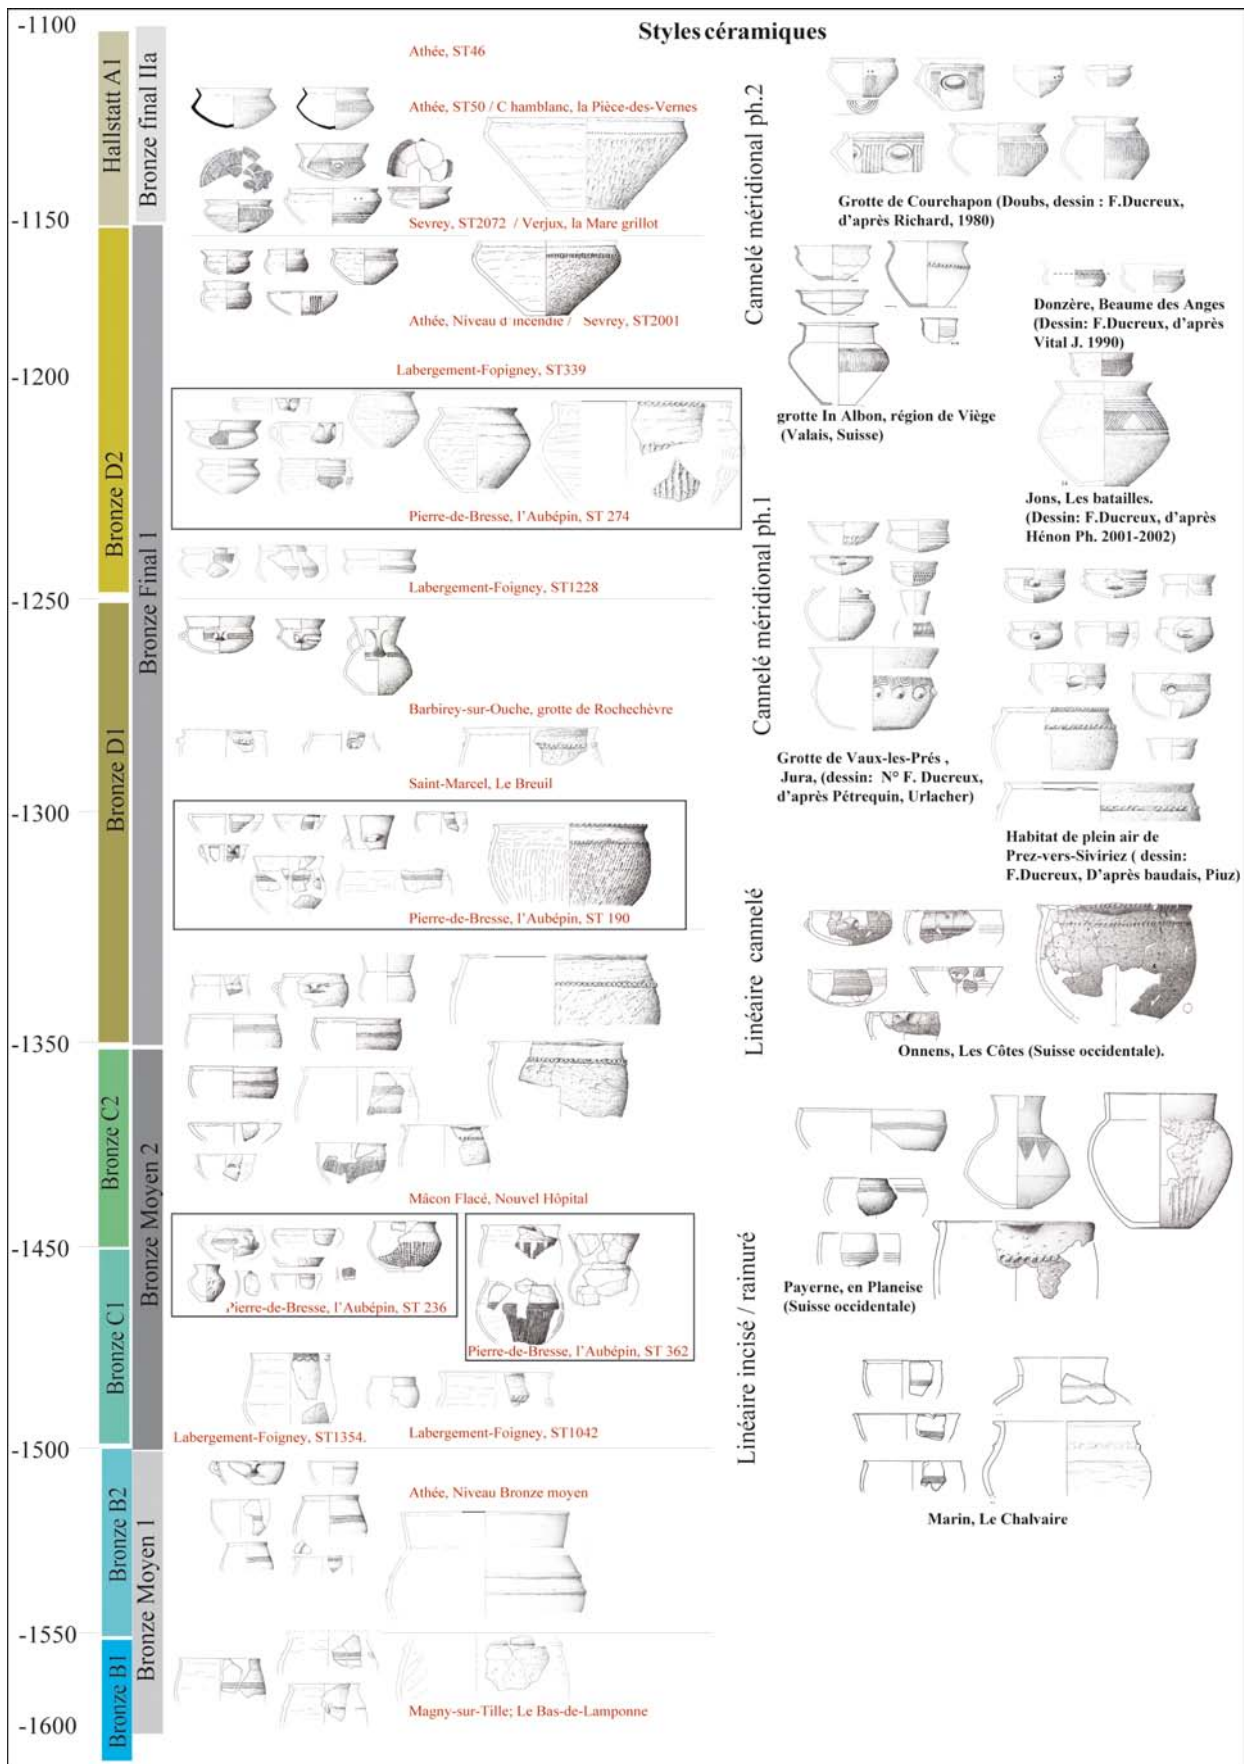 Styles céramiques
-1100
-1150
-1200
-1250
-1300
-1350
-1450
-1500
-1550
-1600
Hallstatt A1
Bronze D2
Bronze D1
Bronze C2
Bronze C1
Bronze B2
Bronze B1
Bronze final IIa
Bronze Final 1
Bronze Moyen 2
Bronze Moyen 1
Athée, ST46
Athée, ST50 / C hamblanc, la Pièce-des-Vernes
Sevrey, ST2072 / Verjux, la Mare grillot
Athée, Niveau d'incendie / Sevrey, ST2001
Labergement-Fopigney, ST339
Pierre-de-Bresse, l'Aubépin, ST 274
Labergement-Foigney, ST1228
Barbirey-sur-Ouche, grotte de Rochechèvre
Saint-Marcel, Le Breuil
Pierre-de-Bresse, l'Aubépin, ST 190
Mâcon Flacé, Nouvel Hôpital
Pierre-de-Bresse, l'Aubépin, ST 236
Pierre-de-Bresse, l'Aubépin, ST 362
Labergement-Foigney, ST1354.
Labergement-Foigney, ST1042
Athée, Niveau Bronze moyen
Magny-sur-Tille; Le Bas-de-Lamponne
Cannelé méridional ph.2
Cannelé méridional ph.1
Linéaire cannelé
Linéaire incisé / rainuré
Grotte de Courchapon (Doubs, dessin : F.Ducreux,
d'après Richard, 1980)
Donzère, Beaume des Anges
(Dessin: F.Ducreux, d'après
Vital J. 1990)
grotte In Albon, région de Viège
(Valais, Suisse)
Jons, Les batailles.
(Dessin: F.Ducreux, d'après
Hénon Ph. 2001-2002)
Grotte de Vaux-les-Prés ,
Jura, (dessin: N° F. Ducreux,
d'après Pétrequin, Urlacher)
Habitat de plein air de
Prez-vers-Siviriez ( dessin:
F.Ducreux, D'après baudais, Piuz)
Onnens, Les Côtes (Suisse occidentale).
Payerne, en Planeise
(Suisse occidentale)
Marin, Le Chalvaire